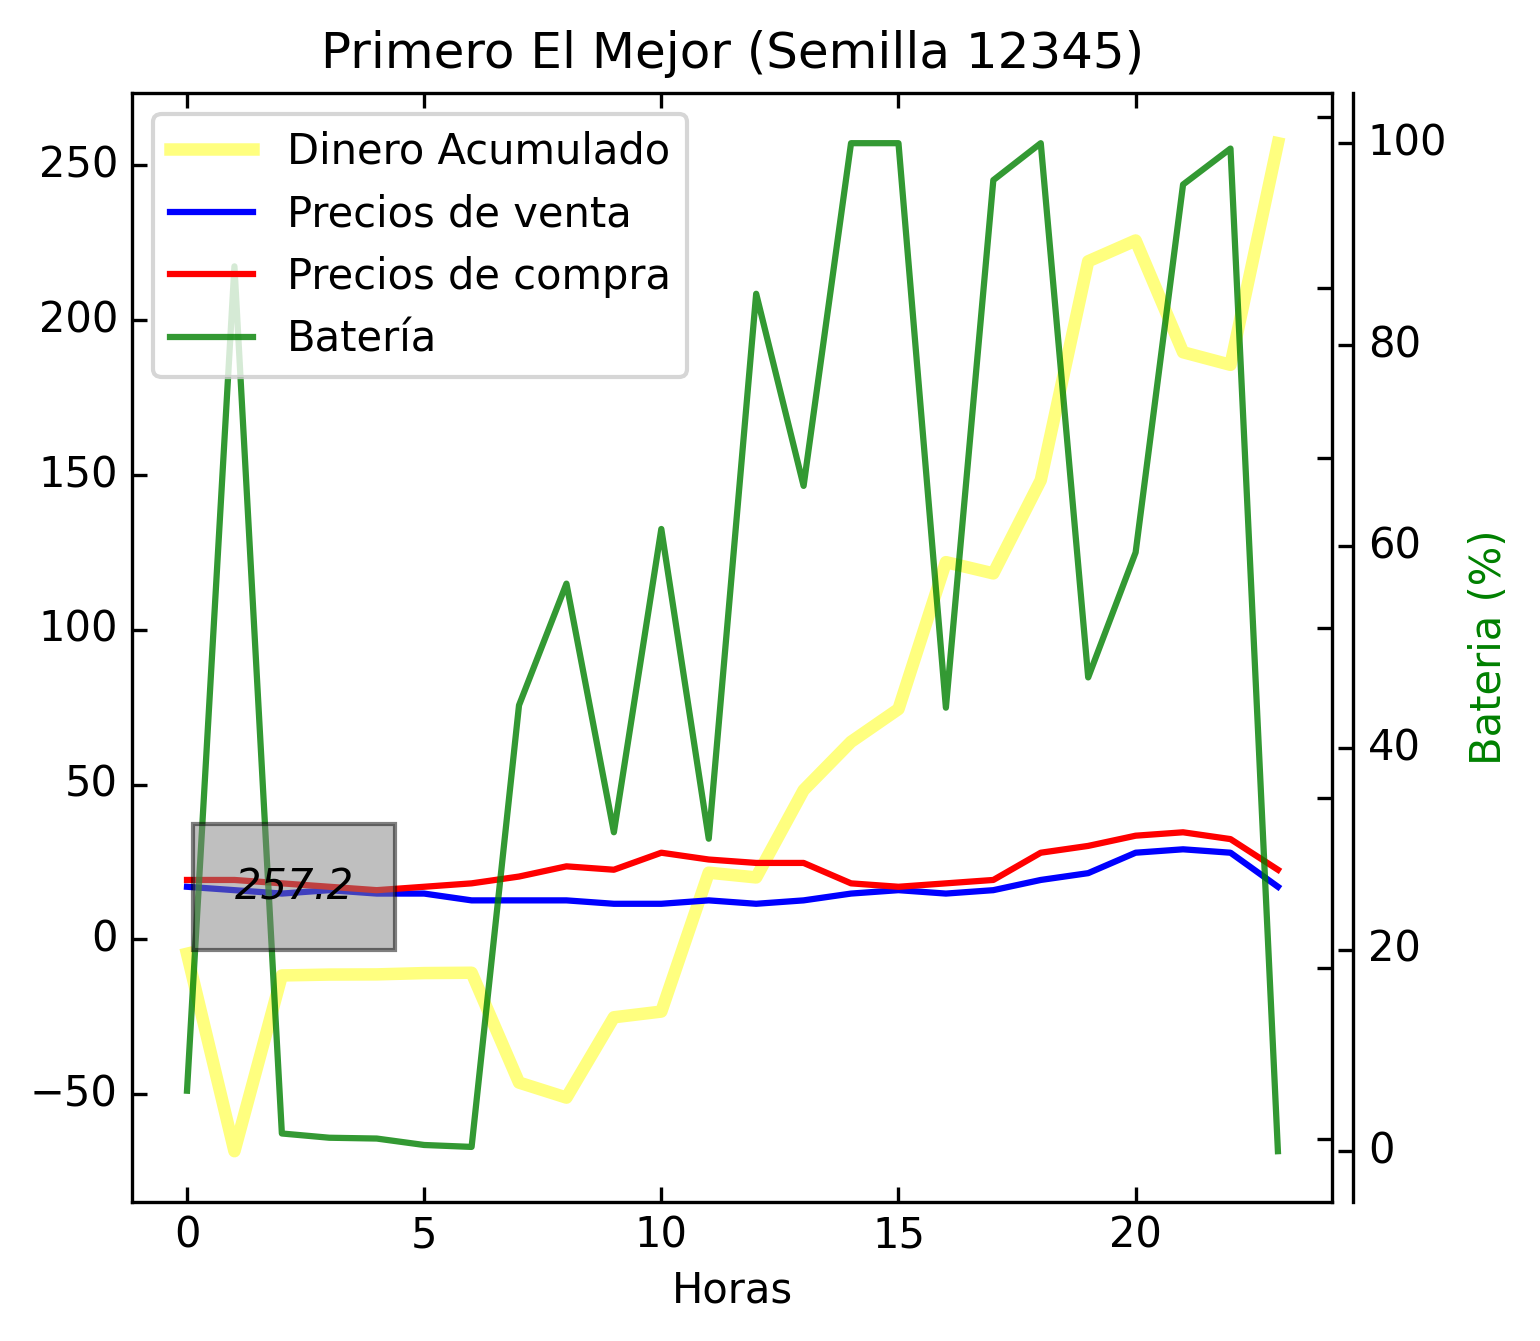 Primero El Mejor (Semilla 12345)
Dinero Acumulado
Precios de venta
Precios de compra
Batería
250
200
150
100
50
0
−50
257.2
100
80
60
40
20
0
Bateria (%)
0 5 10 15 20
Horas